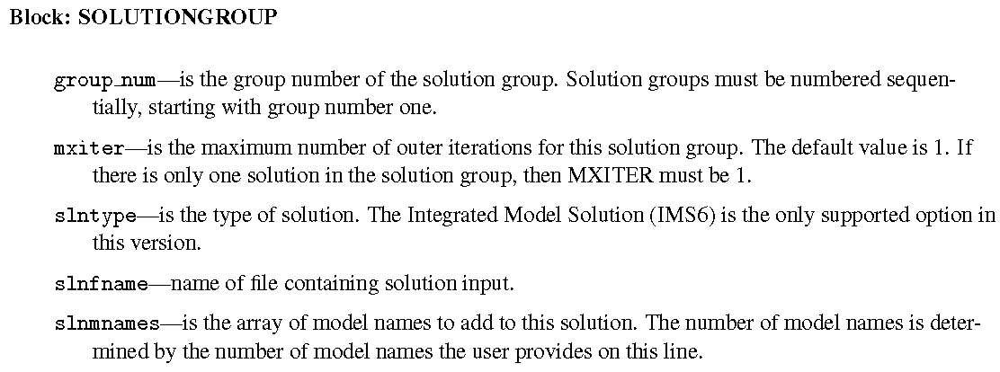 Block: SOLUTIONGROUP
group_num—is the group number of the solution group. Solution groups must be numbered sequen-
tially, starting with group number one.
mxiter—is the maximum number of outer iterations for this solution group. The default value is 1. If
there is only one solution in the solution group, then MXITER must be 1.
slntype—is the type of solution. The Integrated Model Solution (IMS6) is the only supported option in
this version.
slnfname—name of file containing solution input.
slnmnames—is the array of model names to add to this solution. The number of model names is deter-
mined by the number of model names the user provides on this line.